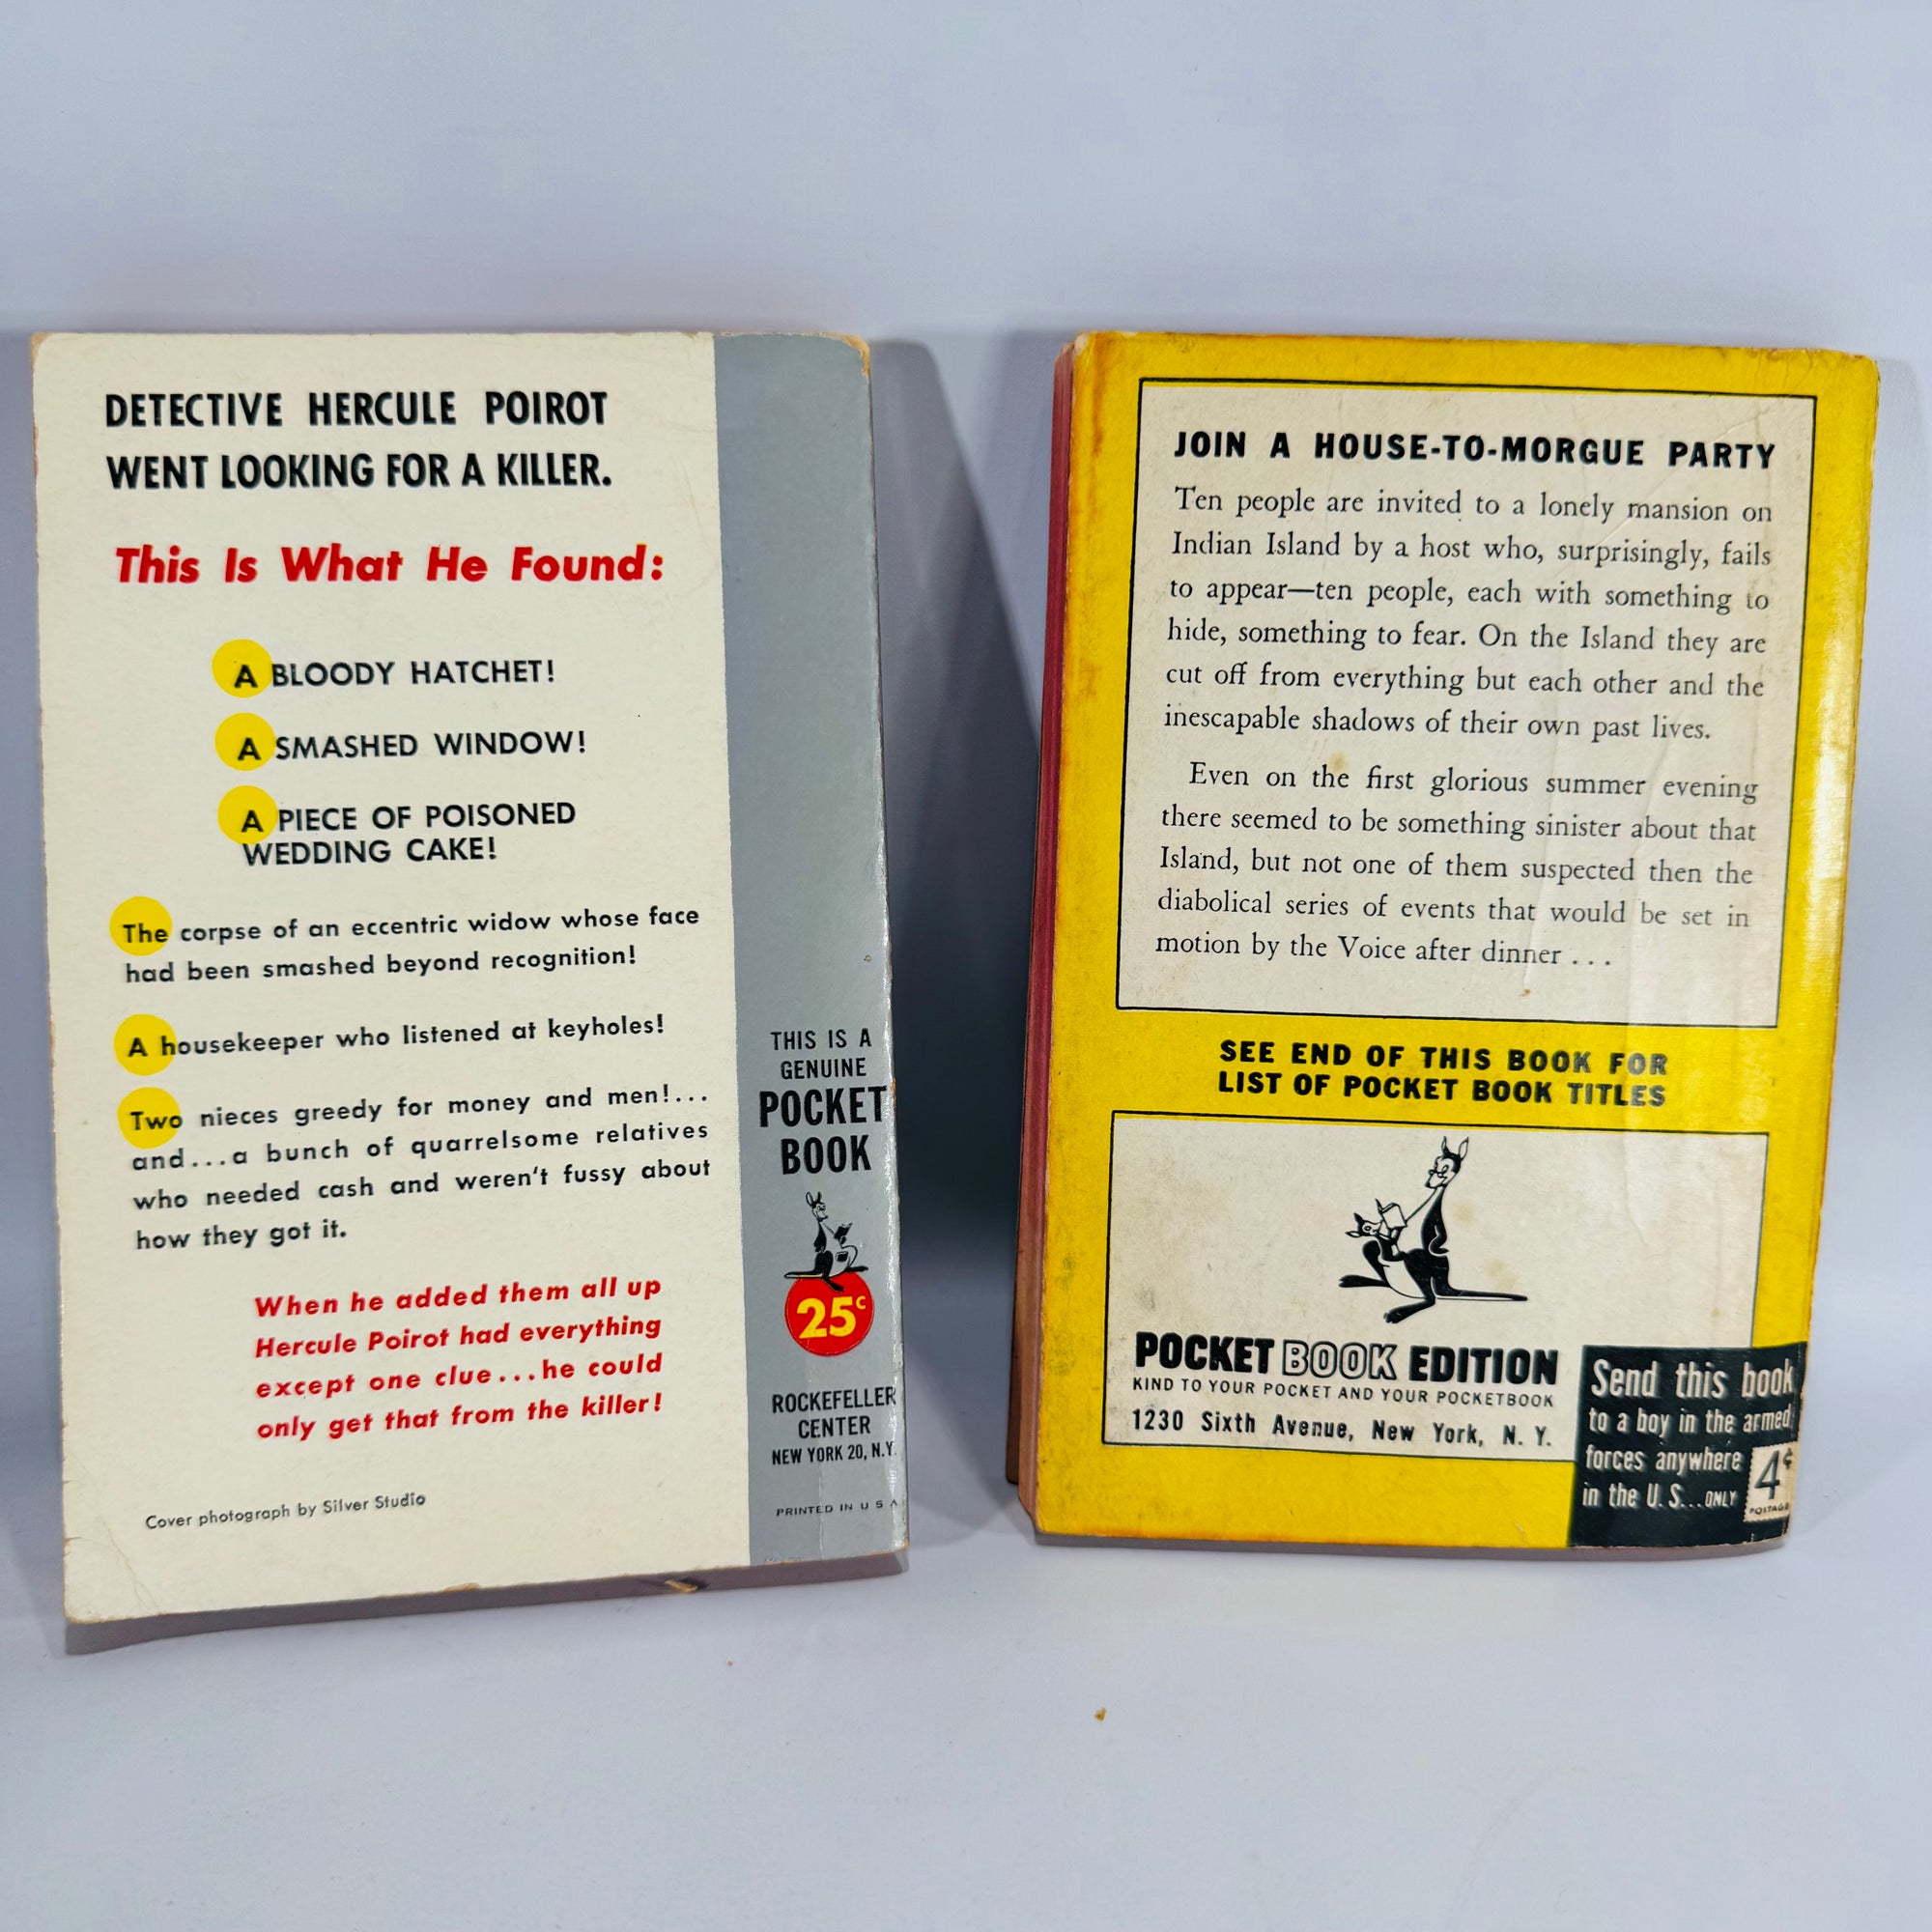 DETECTIVE HERCULE POIROT
WENT LOOKING FOR A KILLER.
This Is What He Found:
A BLOODY HATCHET!
A SMASHED WINDOW!
A PIECE OF POISONED
WEDDING CAKE!
The corpse of an eccentric widow whose face
had been smashed beyond recognition!
A housekeeper who listened at keyholes!
Two nieces greedy for money and men!...
and...a bunch of quarrelsome relatives
who needed cash and weren't fussy about
how they got it.
When he added them all up
Hercule Poirot had everything
except one clue...he could
only get that from the killer!
Cover photograph by Silver Studio
THIS IS A
GENUINE
POCKET
BOOK
25c
ROCKEFELLER
CENTER
NEW YORK 20, N.Y.
PRINTED IN U S A
JOIN A HOUSE-TO-MORGUE PARTY
Ten people are invited to a lonely mansion on
Indian Island by a host who, surprisingly, fails
to appear—ten people, each with something to
hide, something to fear. On the Island they are
cut off from everything but each other and the
inescapable shadows of their own past lives.
Even on the first glorious summer evening
there seemed to be something sinister about that
Island, but not one of them suspected then the
diabolical series of events that would be set in
motion by the Voice after dinner . . .
SEE END OF THIS BOOK FOR
LIST OF POCKET BOOK TITLES
POCKET BOOK EDITION
KIND TO YOUR POCKET AND YOUR POCKETBOOK
1230 Sixth Avenue, New York, N. Y.
Send this book
to a boy in the armed
forces anywhere
in the U. S... ONLY
4¢
POSTAGE